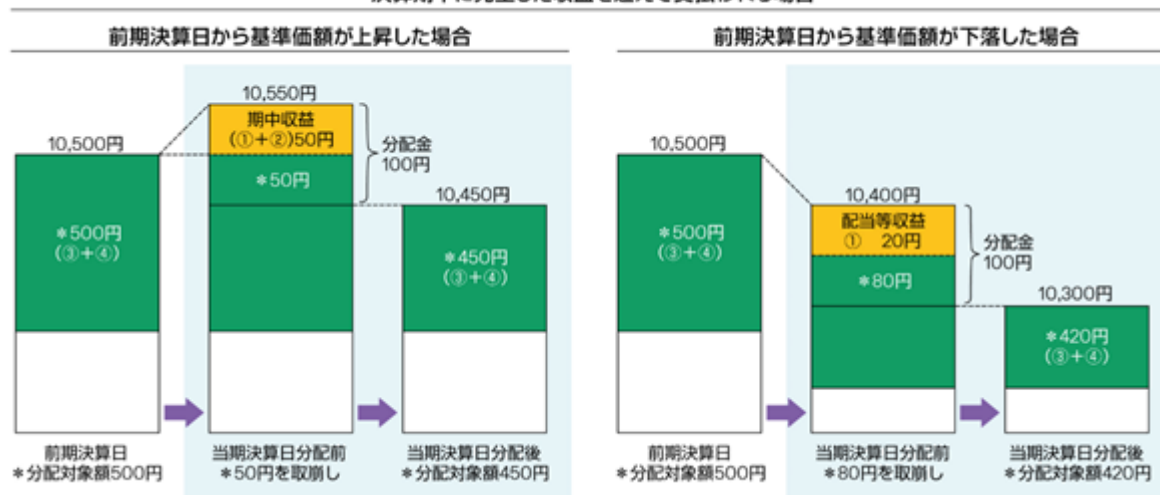 前期決算日から基準価額が上昇した場合
10,500円
*500円
(③+④)
10,550円
期中収益
(①+②)50円
*50円
分配金
100円
10,450円
*450円
(③+④)
前期決算日
*分配対象額500円
当期決算日分配前
*50円を取崩し
当期決算日分配後
*分配対象額450円
前期決算日から基準価額が下落した場合
10,500円
*500円
(③+④)
10,400円
配当等収益
① 20円
*80円
分配金
100円
10,300円
*420円
(③+④)
前期決算日
*分配対象額500円
当期決算日分配前
*80円を取崩し
当期決算日分配後
*分配対象額420円